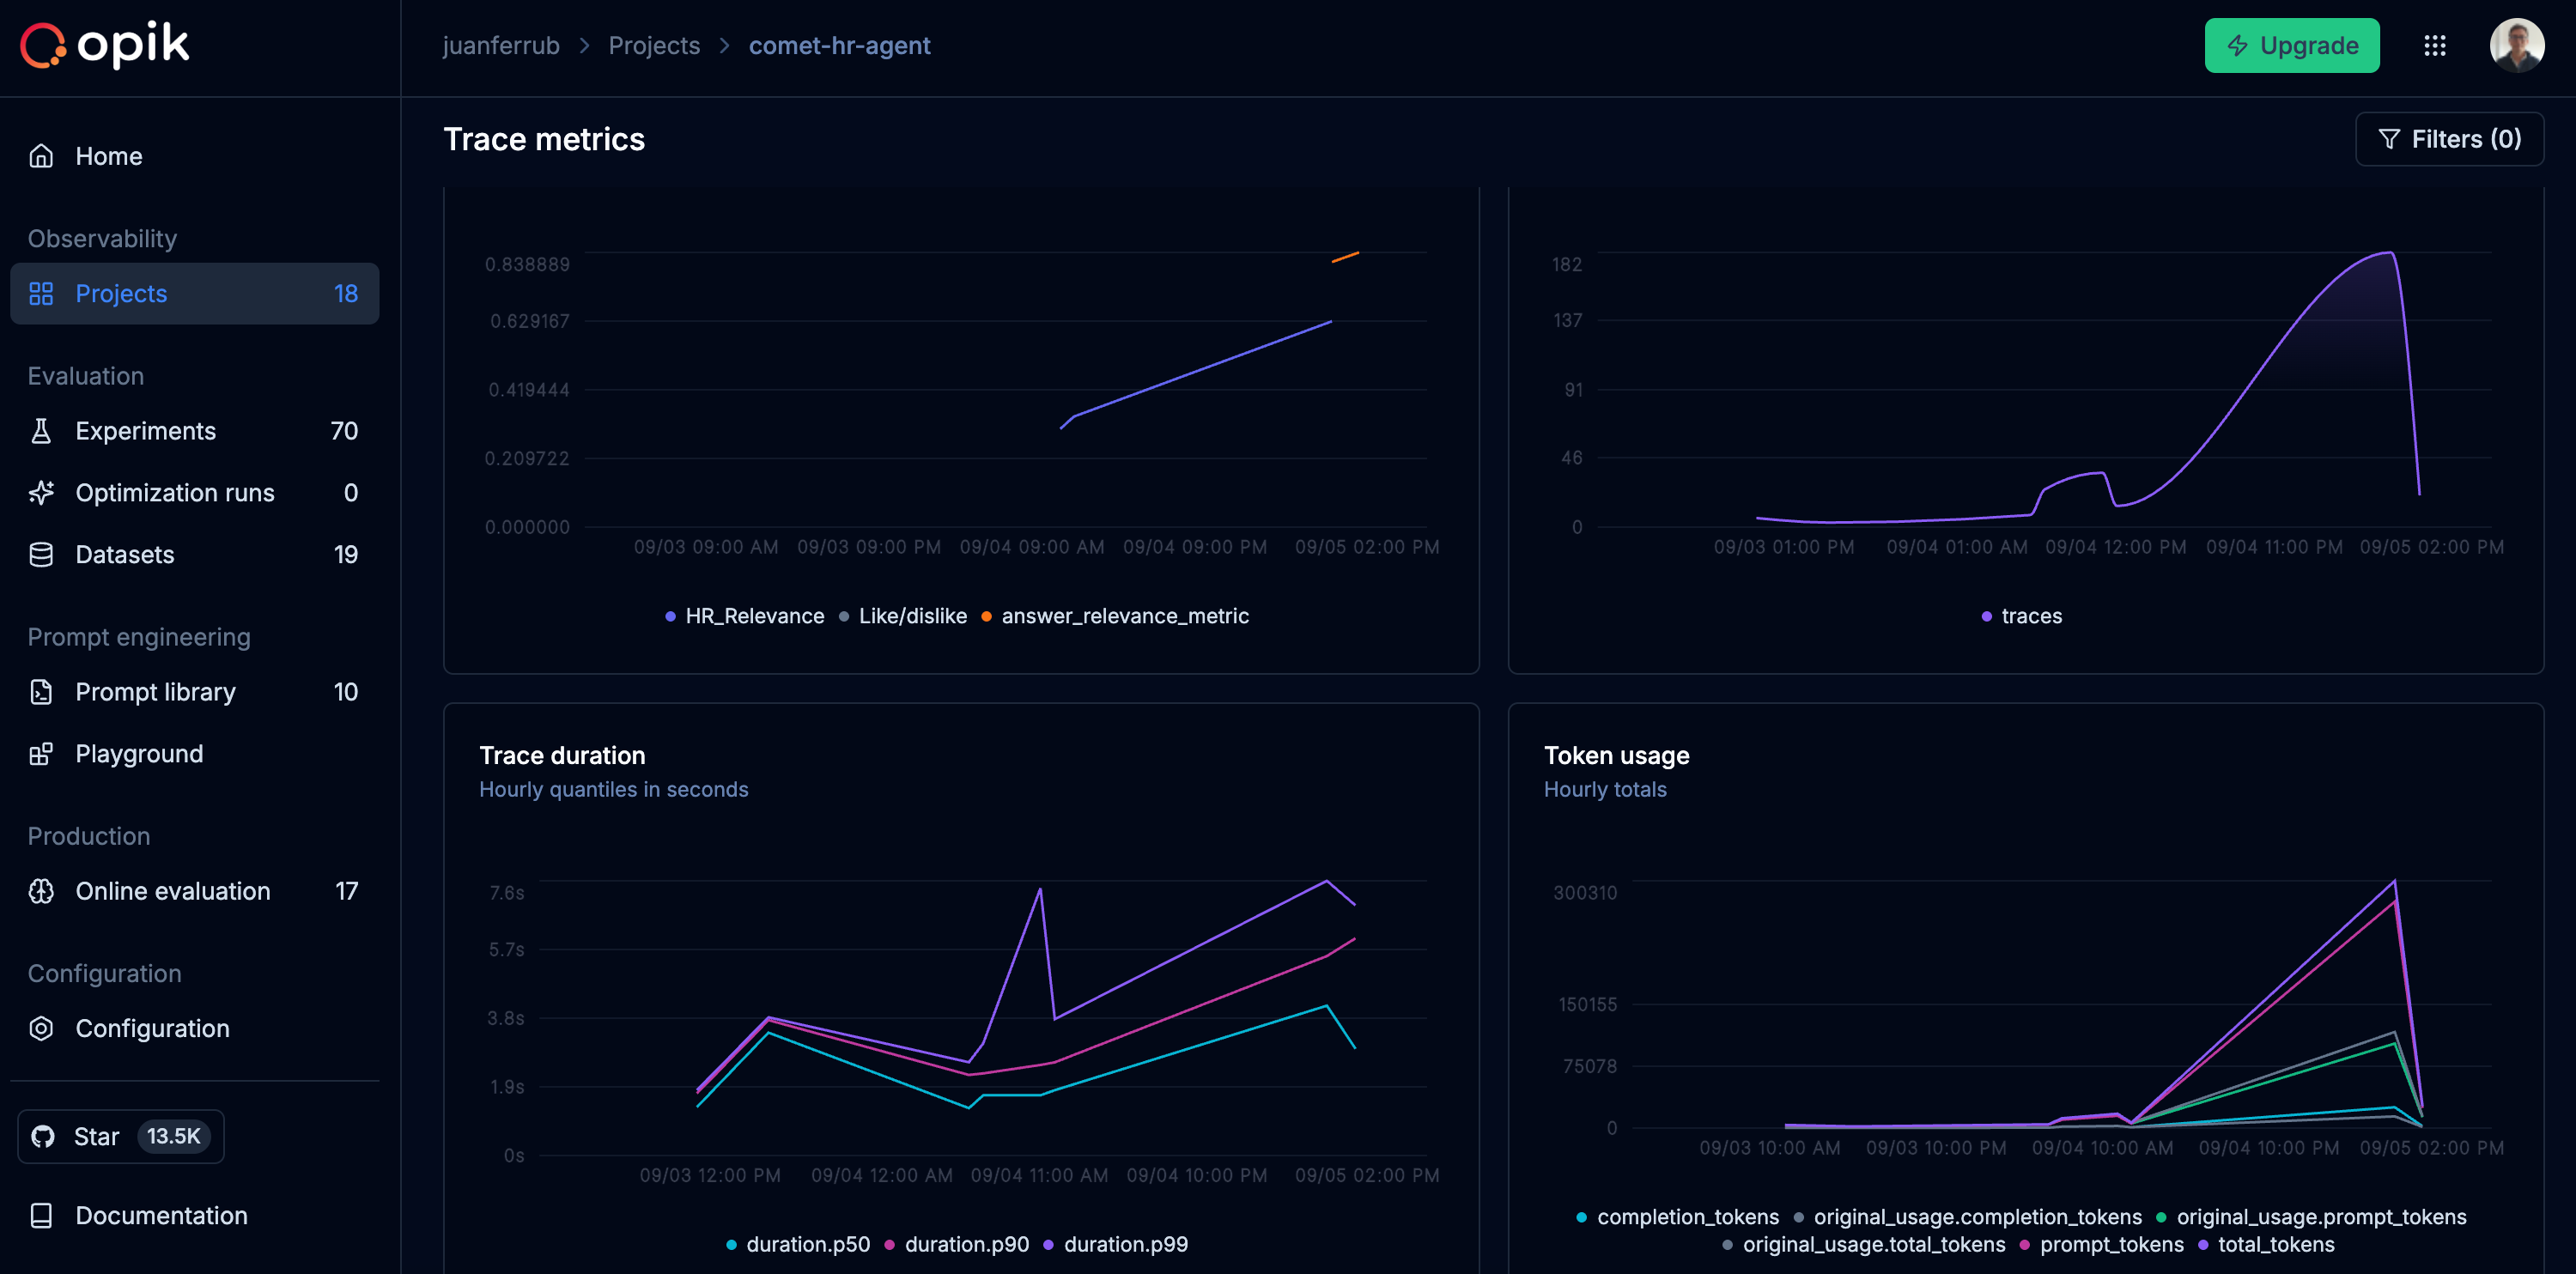 opik
juanferrub > Projects > comet-hr-agent
Upgrade
Home
Observability
Projects 18
Evaluation
Experiments 70
Optimization runs 0
Datasets 19
Prompt engineering
Prompt library 10
Playground
Production
Online evaluation 17
Configuration
Configuration
Star 13.5K
Documentation
Trace metrics
Filters (0)
0.838889
0.629167
0.419444
0.209722
0.000000
09/03 09:00 AM 09/03 09:00 PM 09/04 09:00 AM 09/04 09:00 PM 09/05 02:00 PM
HR_Relevance Like/dislike answer_relevance_metric
182
137
91
46
0
09/03 01:00 PM 09/04 01:00 AM 09/04 12:00 PM 09/04 11:00 PM 09/05 02:00 PM
traces
Trace duration
Hourly quantiles in seconds
7.6s
5.7s
3.8s
1.9s
0s
09/03 12:00 PM 09/04 12:00 AM 09/04 11:00 AM 09/04 10:00 PM 09/05 02:00 PM
duration.p50 duration.p90 duration.p99
Token usage
Hourly totals
300310
150155
75078
0
09/03 10:00 AM 09/03 10:00 PM 09/04 10:00 AM 09/04 10:00 PM 09/05 02:00 PM
completion_tokens original_usage.completion_tokens original_usage.prompt_tokens
original_usage.total_tokens prompt_tokens total_tokens